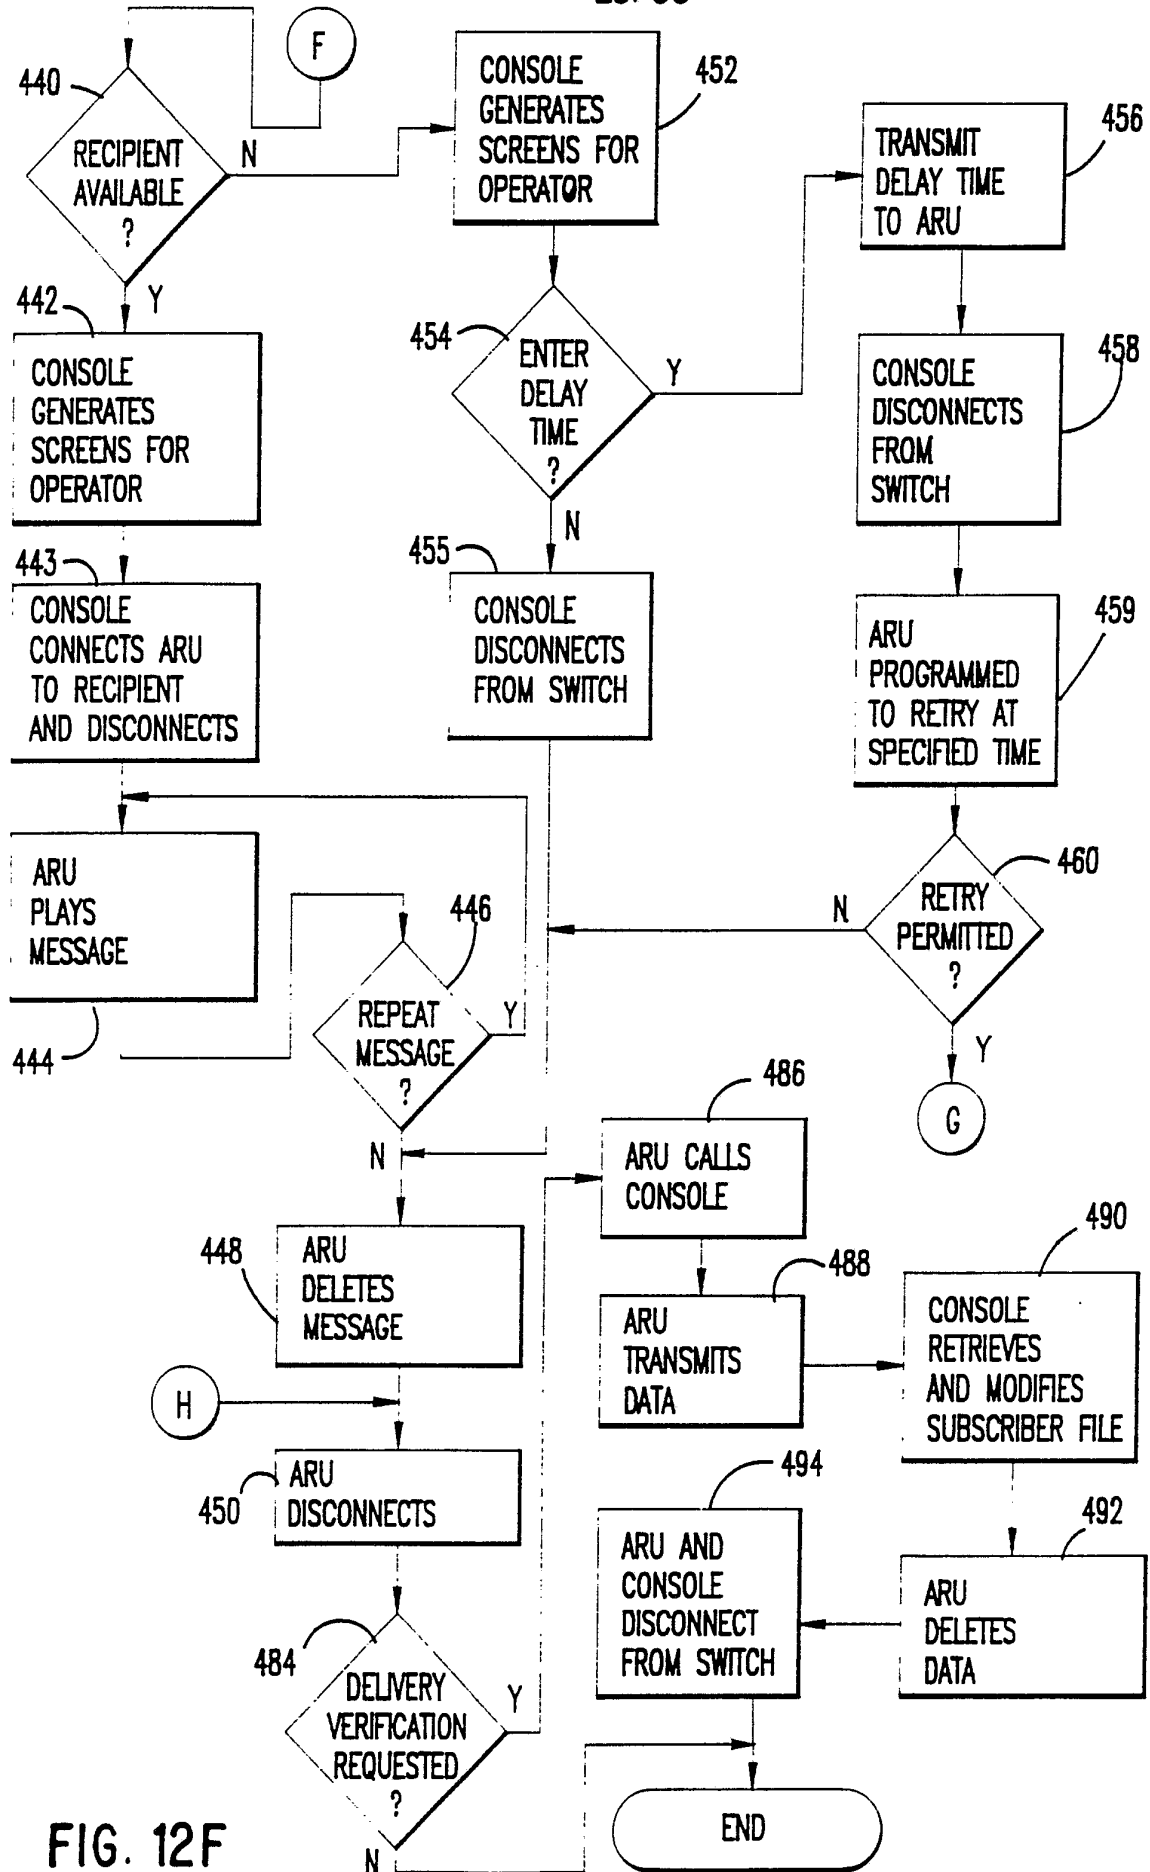 F
440
RECIPIENT
AVAILABLE
?
N
Y
452
CONSOLE
GENERATES
SCREENS FOR
OPERATOR
456
TRANSMIT
DELAY TIME
TO ARU
442
CONSOLE
GENERATES
SCREENS FOR
OPERATOR
454
ENTER
DELAY
TIME
?
Y
N
458
CONSOLE
DISCONNECTS
FROM
SWITCH
443
CONSOLE
CONNECTS ARU
TO RECIPIENT
AND DISCONNECTS
455
CONSOLE
DISCONNECTS
FROM SWITCH
459
ARU
PROGRAMMED
TO RETRY AT
SPECIFIED TIME
ARU
PLAYS
MESSAGE
444
446
REPEAT
MESSAGE
?
Y
N
460
RETRY
PERMITTED
?
N
Y
G
486
ARU CALLS
CONSOLE
448
ARU
DELETES
MESSAGE
488
ARU
TRANSMITS
DATA
490
CONSOLE
RETRIEVES
AND MODIFIES
SUBSCRIBER FILE
H
450
ARU
DISCONNECTS
494
ARU AND
CONSOLE
DISCONNECT
FROM SWITCH
492
ARU
DELETES
DATA
484
DELIVERY
VERIFICATION
REQUESTED
?
Y
N
END
FIG. 12F